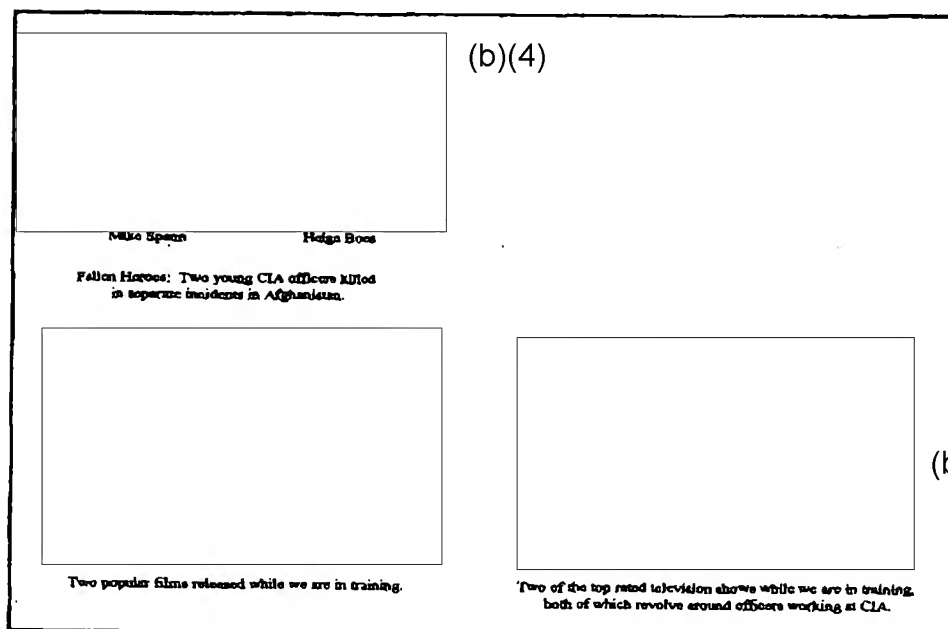 (b)(4)
Mike Spann Helge Boes
Fallen Heroes: Two young CIA officers killed
in separate incidents in Afghanistan.
(b
Two popular films released while we are in training.
Two of the top rated television shows while we are in training,
both of which revolve around officers working at CIA.